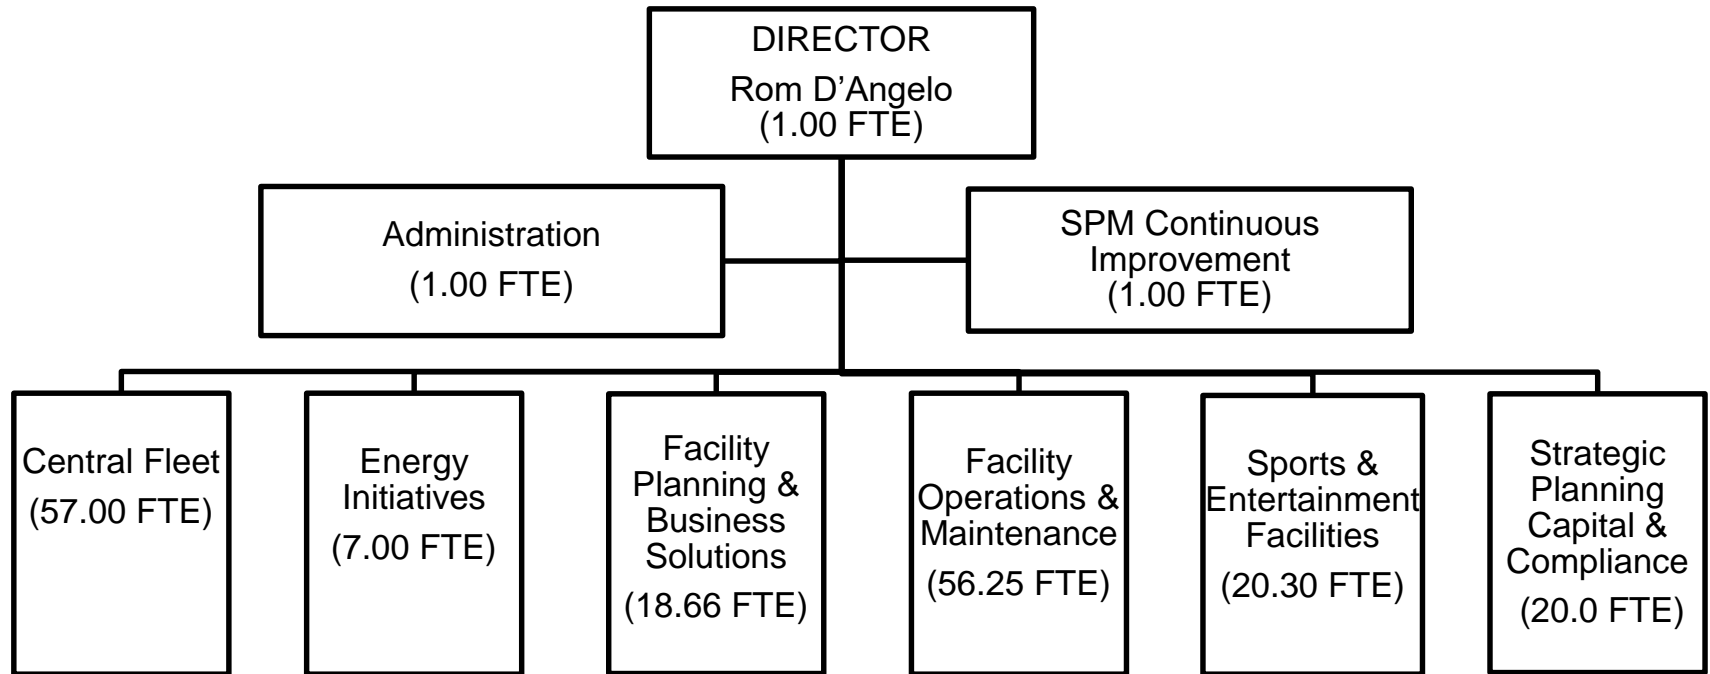 DIRECTOR
Rom D’Angelo
(1.00 FTE)
Administration
(1.00 FTE)
SPM Continuous
Improvement
(1.00 FTE)
Central Fleet
(57.00 FTE)
Energy
Initiatives
(7.00 FTE)
Facility
Planning &
Business
Solutions
(18.66 FTE)
Facility
Operations &
Maintenance
(56.25 FTE)
Sports &
Entertainment
Facilities
(20.30 FTE)
Strategic
Planning
Capital &
Compliance
(20.0 FTE)